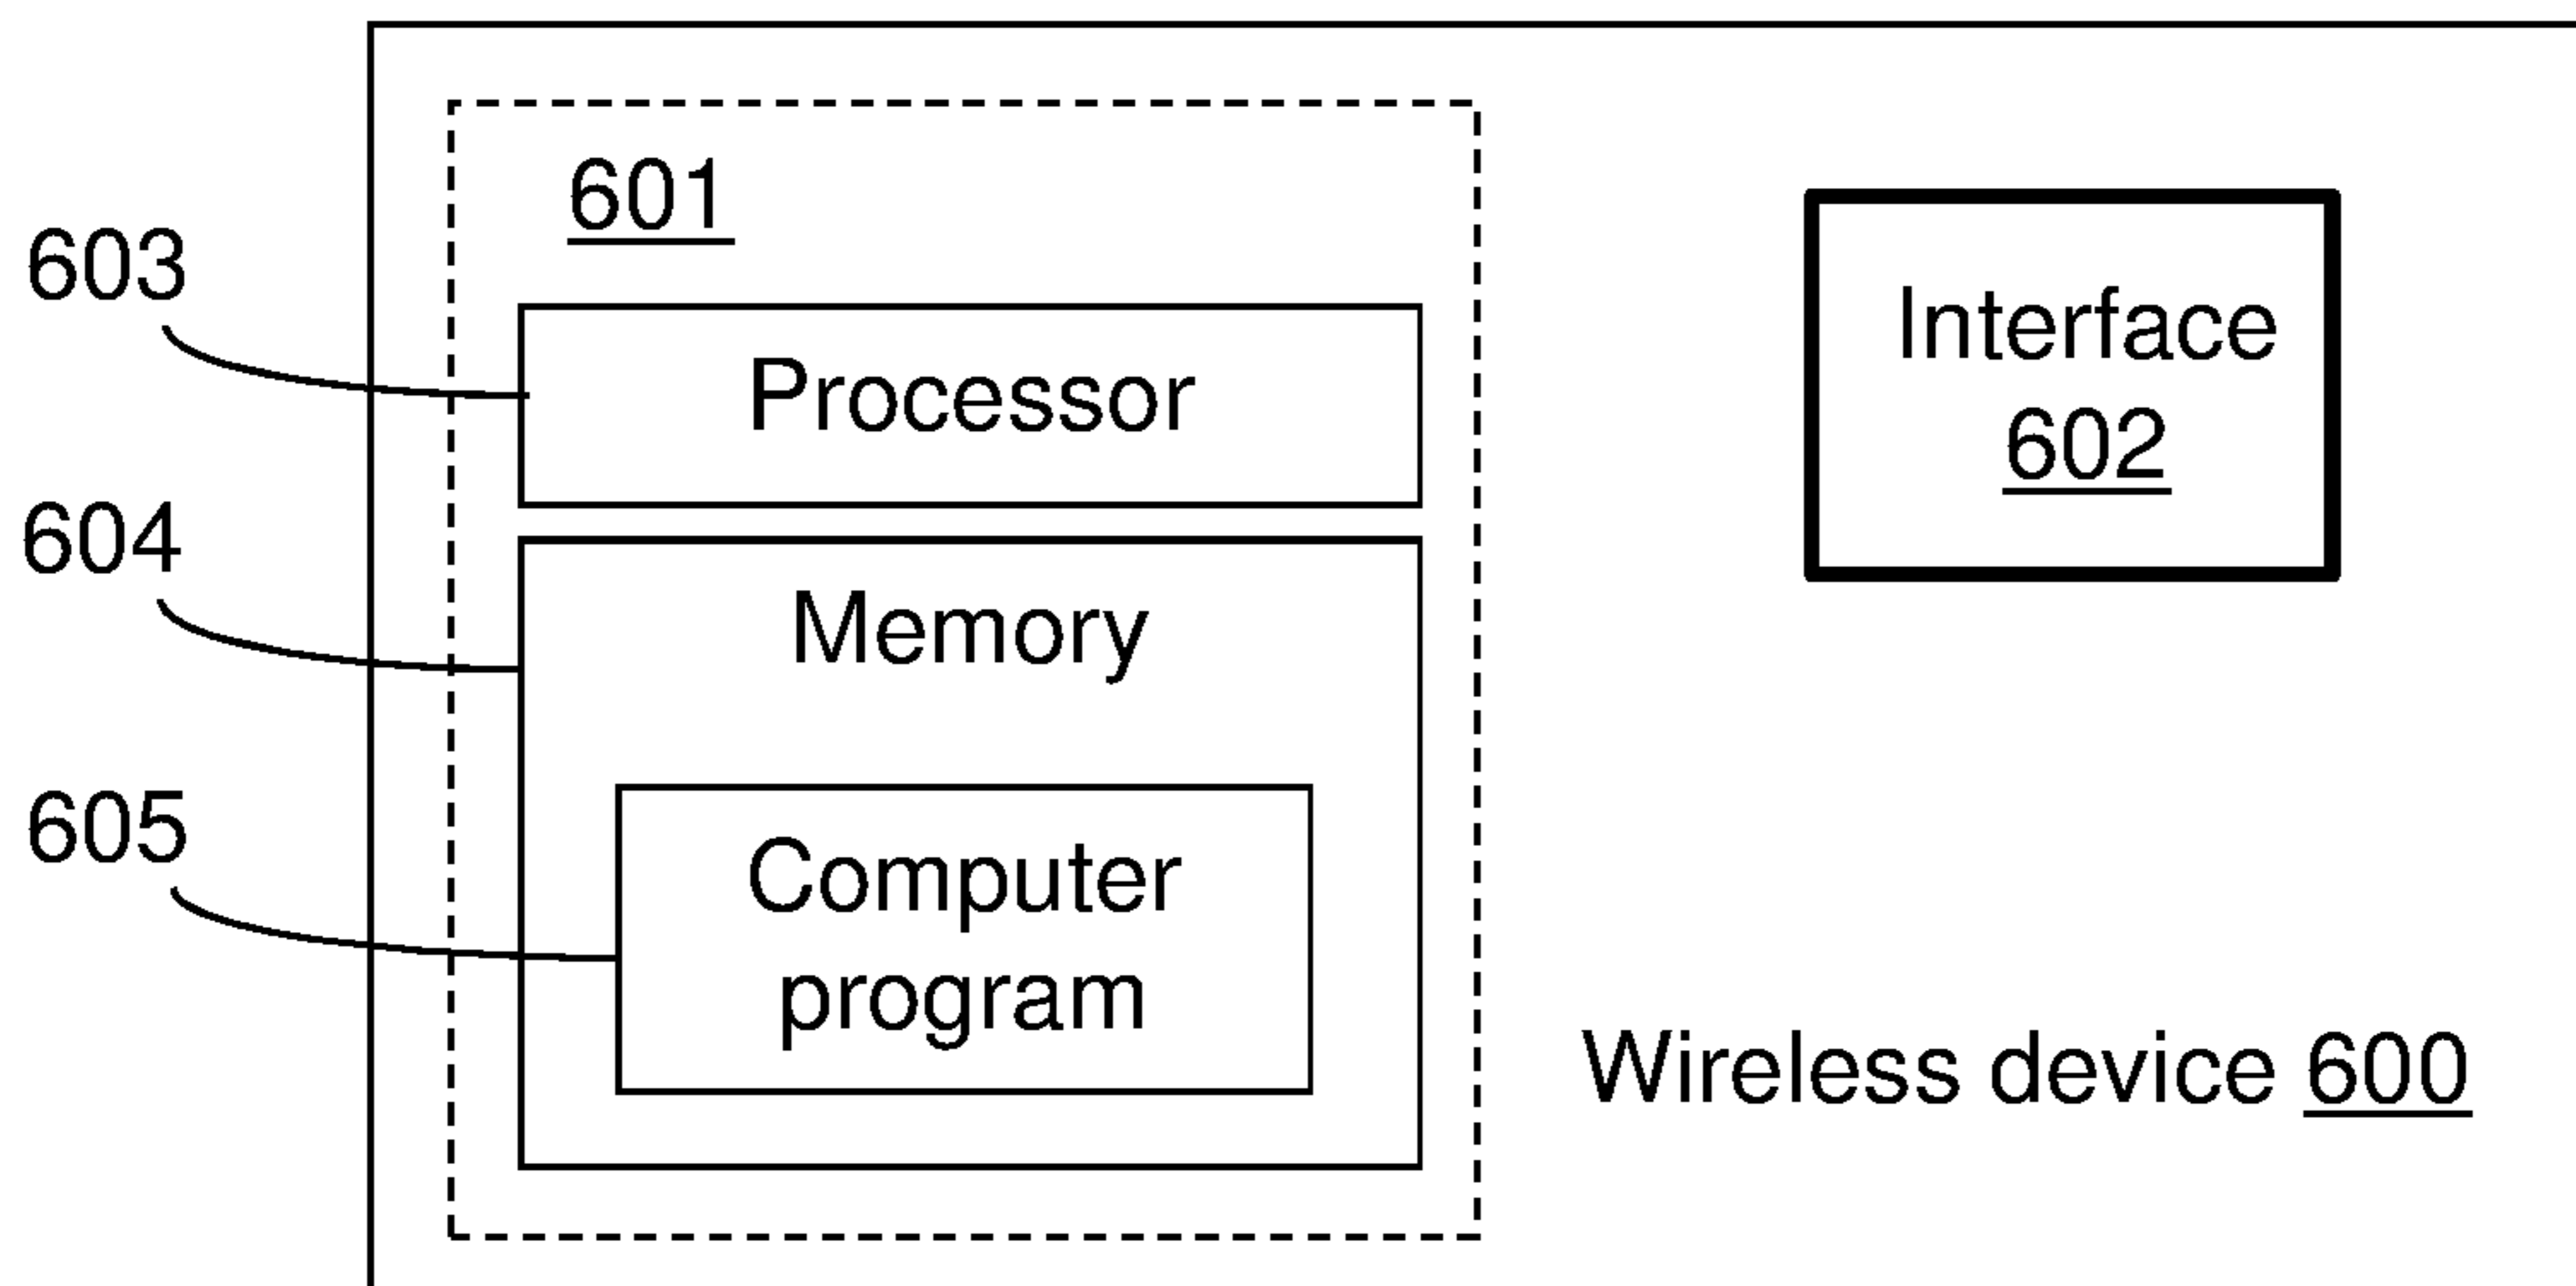 601
603
Processor
Interface
602
604
Memory
605
Computer
program
Wireless device 600